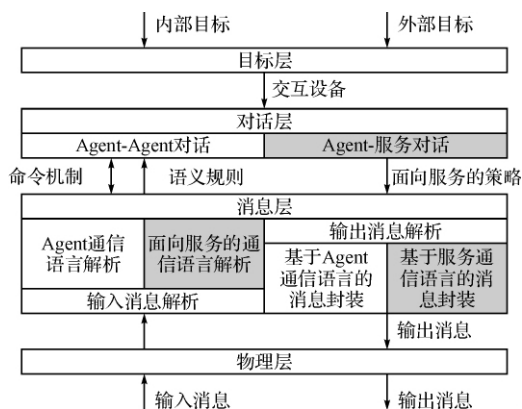 内部目标
外部目标
目标层
交互设备
对话层
Agent-Agent对话
Agent-服务对话
命令机制
语义规则
面向服务的策略
消息层
Agent通信
语言解析
面向服务的通
信语言解析
输出消息解析
基于Agent
通信语言的
消息封装
基于服务通
信语言的消
息封装
输入消息解析
输出消息
物理层
输入消息
输出消息